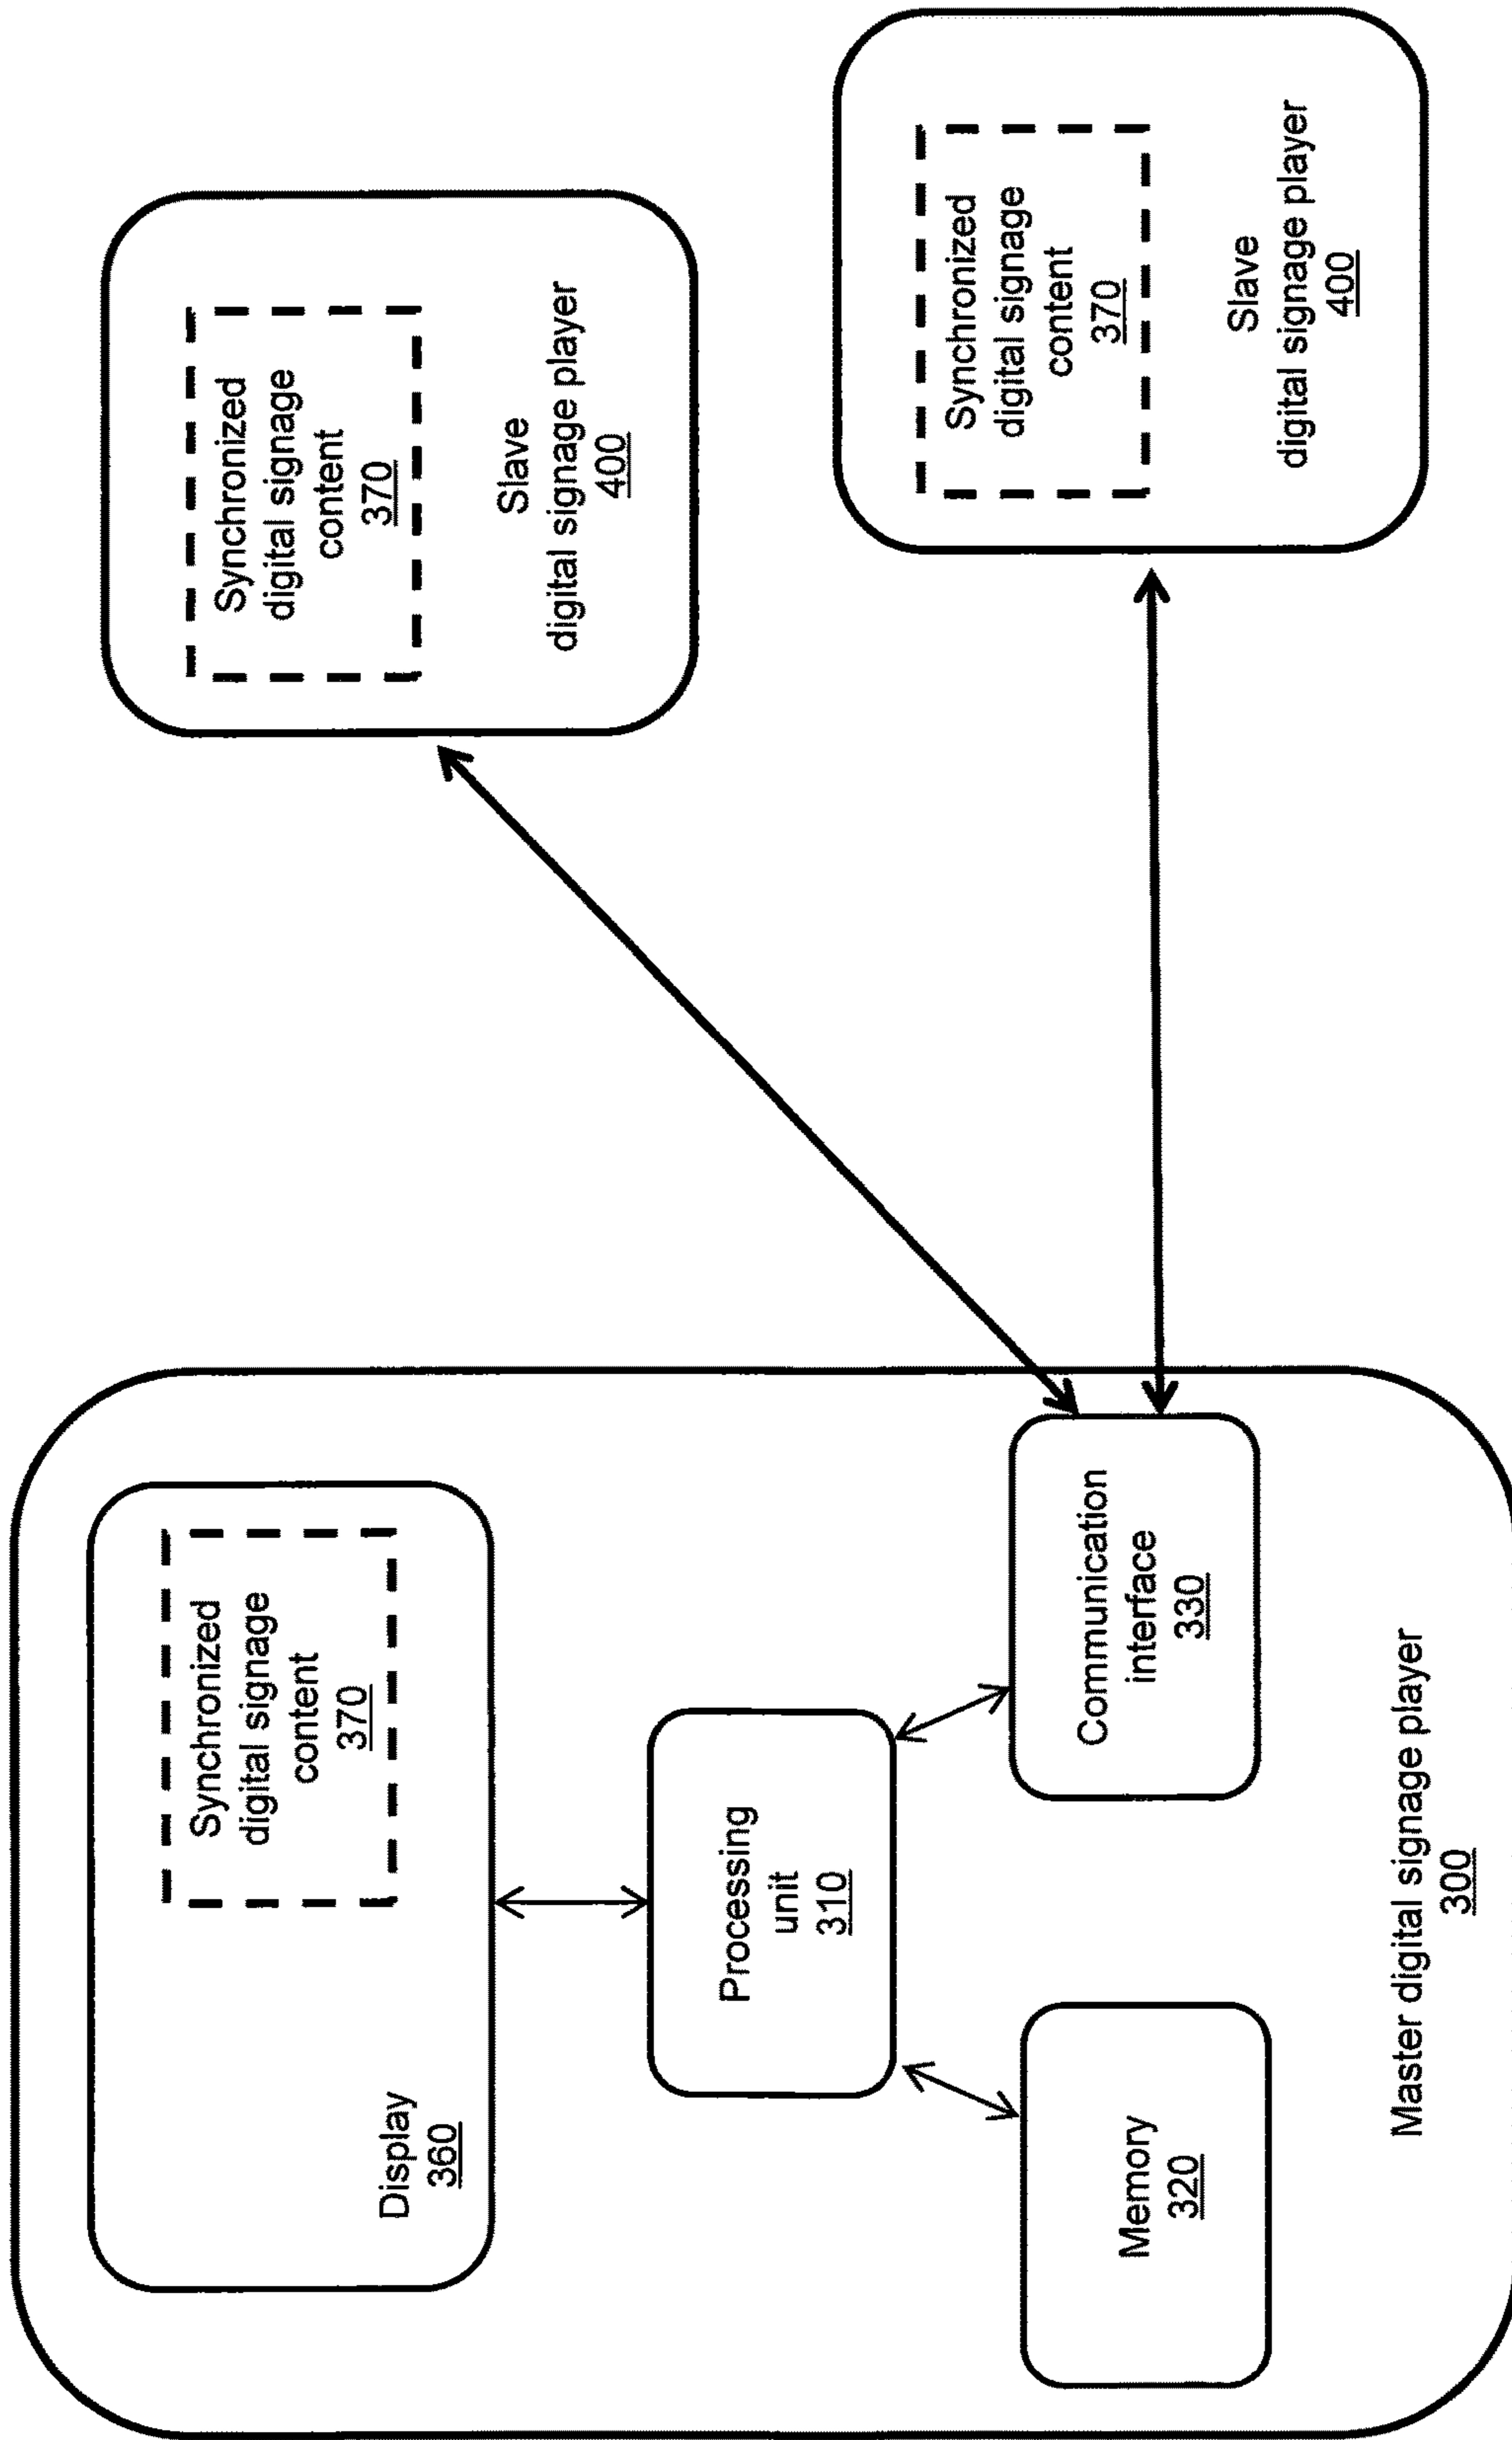 Display
360
Synchronized
digital signage
content
370
Processing
unit
310
Memory
320
Communication
interface
330
Master digital signage player
300
Synchronized
digital signage
content
370
Slave
digital signage player
400
Synchronized
digital signage
content
370
Slave
digital signage player
400